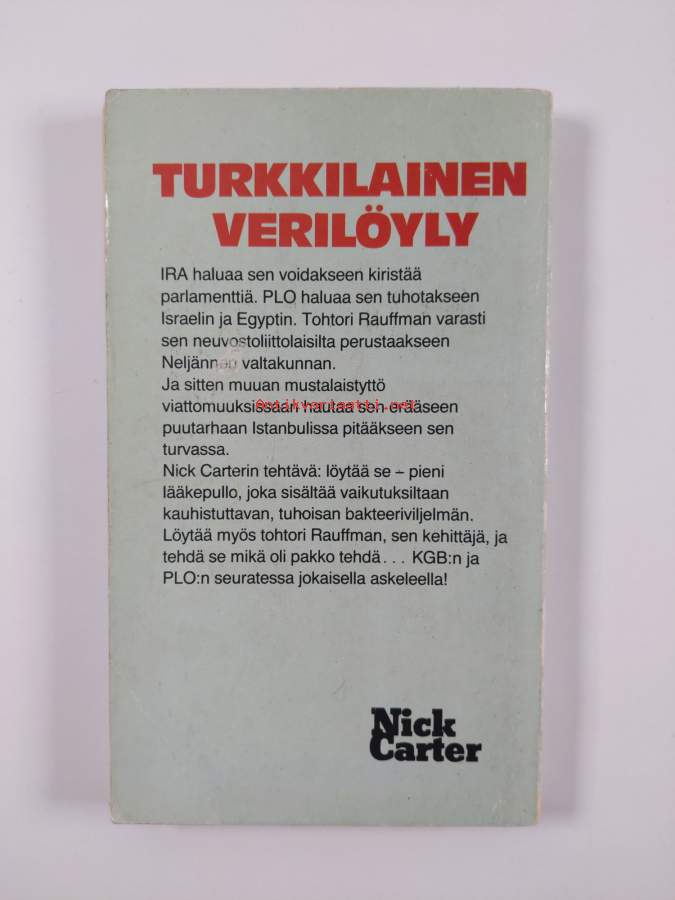 TURKKILAINEN
VERILÖYLY
IRA haluaa sen voidakseen kiristää
parlamenttiä. PLO haluaa sen tuhotakseen
Israelin ja Egyptin. Tohtori Rauffman varasti
sen neuvostoliittolaisilta perustaakseen
Neljännen valtakunnan.
Ja sitten muuan mustalaistyttö
viattomuuksissaan hautaa sen erääseen
puutarhaan Istanbulissa pitääkseen sen
turvassa.
Nick Carterin tehtävä: löytää se – pieni
lääkepullo, joka sisältää vaikutuksiltaan
kauhistuttavan, tuhoisan bakteeriviljelmän.
Löytää myös tohtori Rauffman, sen kehittäjä, ja
tehdä se mikä oli pakko tehdä... KGB:n ja
PLO:n seuratessa jokaisella askeleella!
Nick
Carter
Antikvariaatti.net